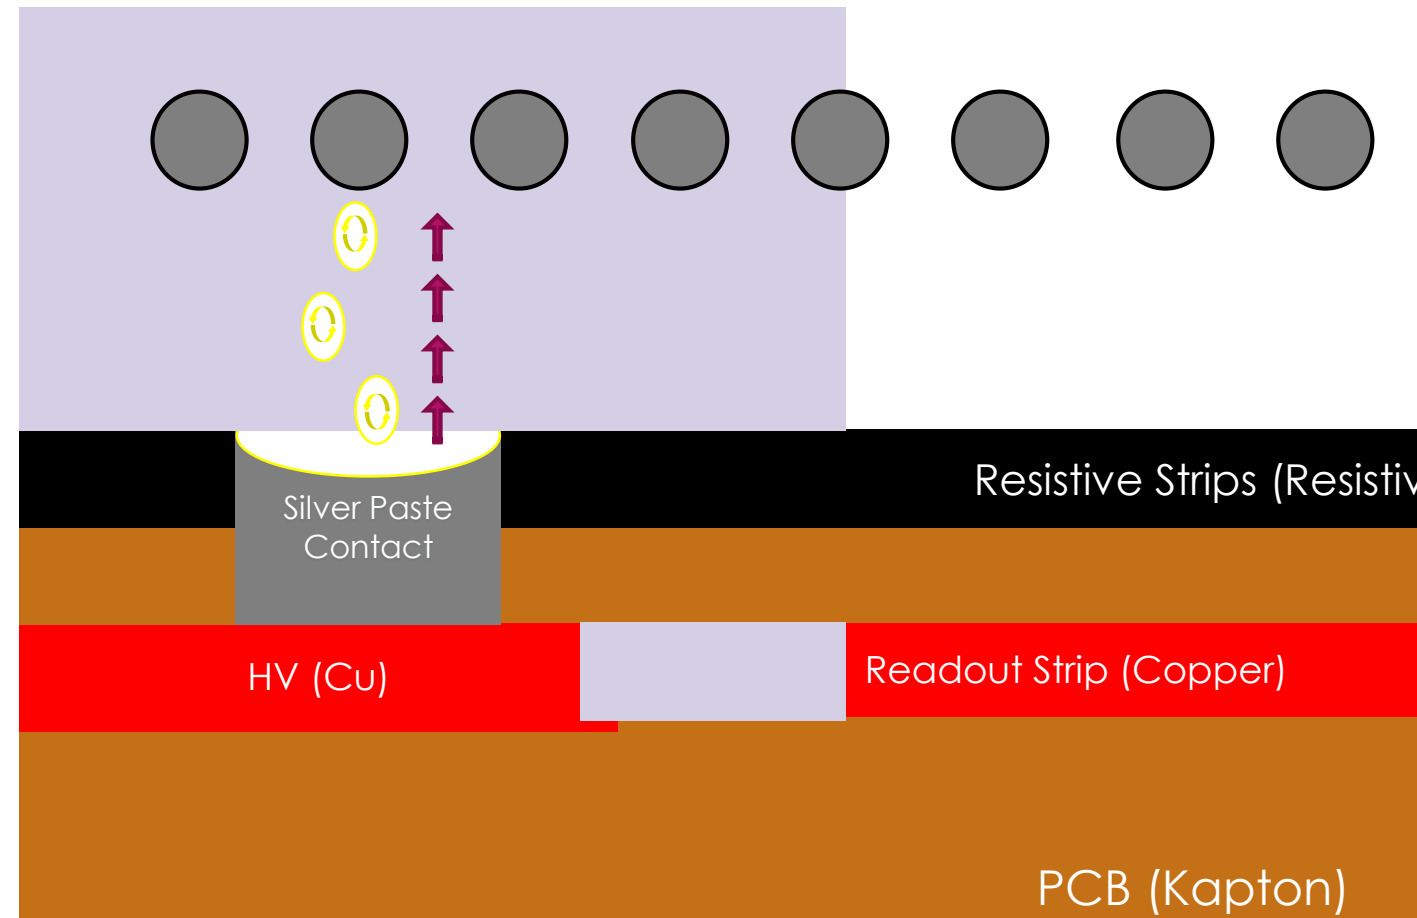 Resistive Strips (Resistiv
Silver Paste
Contact
HV (Cu)
Readout Strip (Copper)
PCB (Kapton)